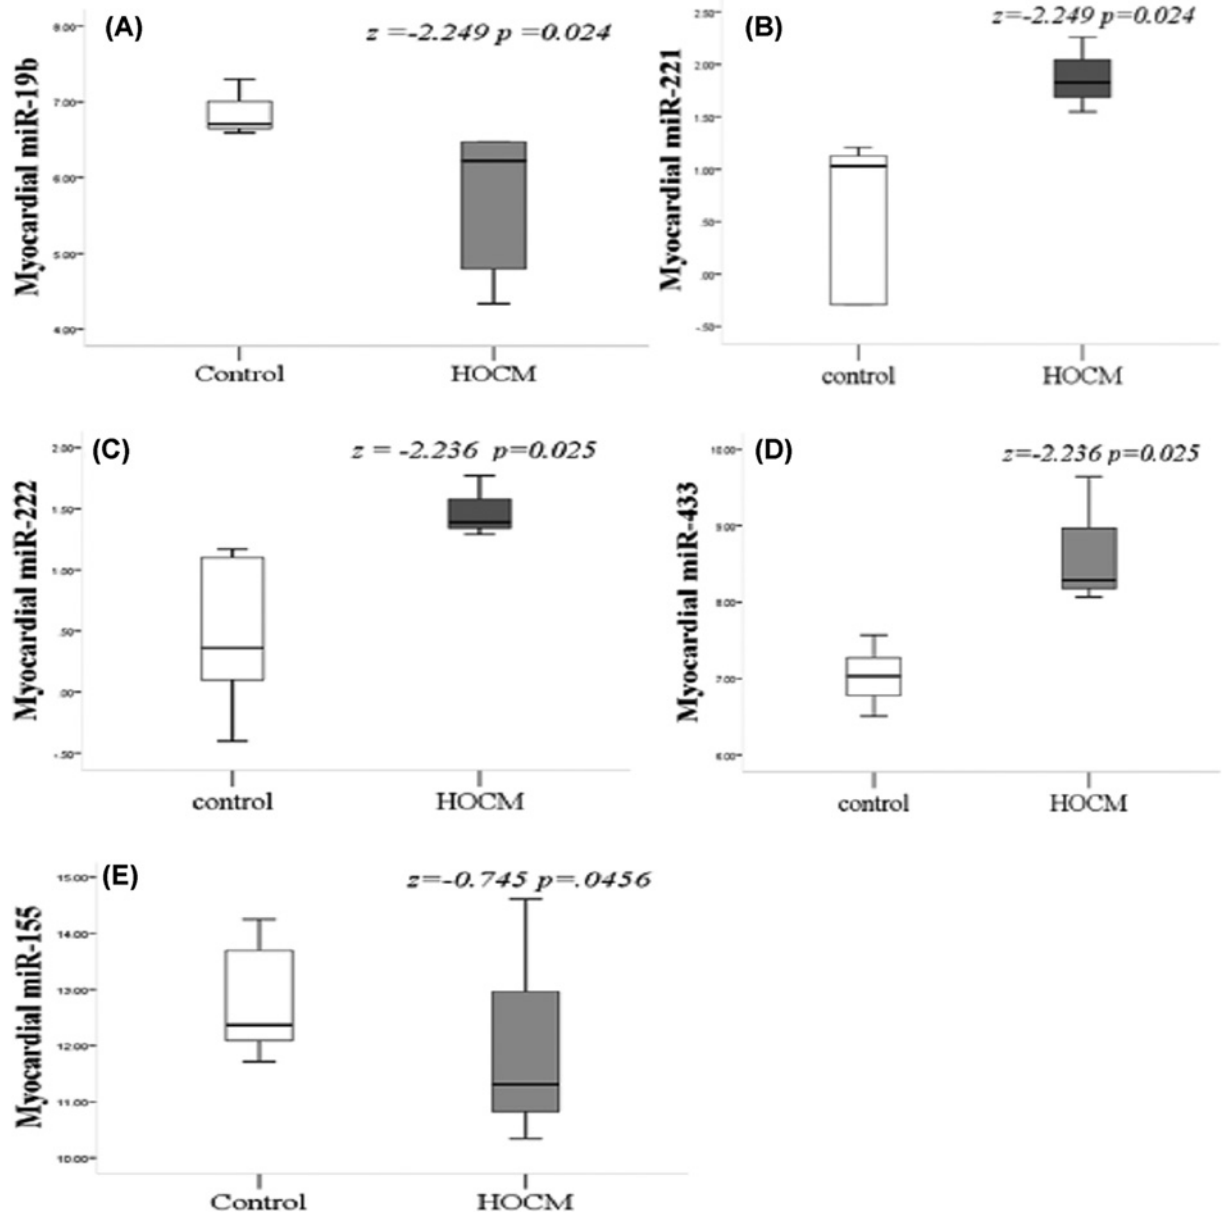 (A)
z =-2.249 p =0.024
Myocardial miR-19b
8.00
7.00
6.00
5.00
4.00
Control
HOCM
(B)
z=-2.249 p=0.024
Myocardial miR-221
2.50
2.00
1.50
1.00
.50
.00
-.50
control
HOCM
(C)
z = -2.236 p=0.025
Myocardial miR-222
2.00
1.50
1.00
.50
.00
-.50
control
HOCM
(D)
z=-2.236 p=0.025
Myocardial miR-433
10.00
9.00
8.00
7.00
6.00
control
HOCM
(E)
z=-0.745 p=.0456
Myocardial miR-155
15.00
14.00
13.00
12.00
11.00
10.00
Control
HOCM